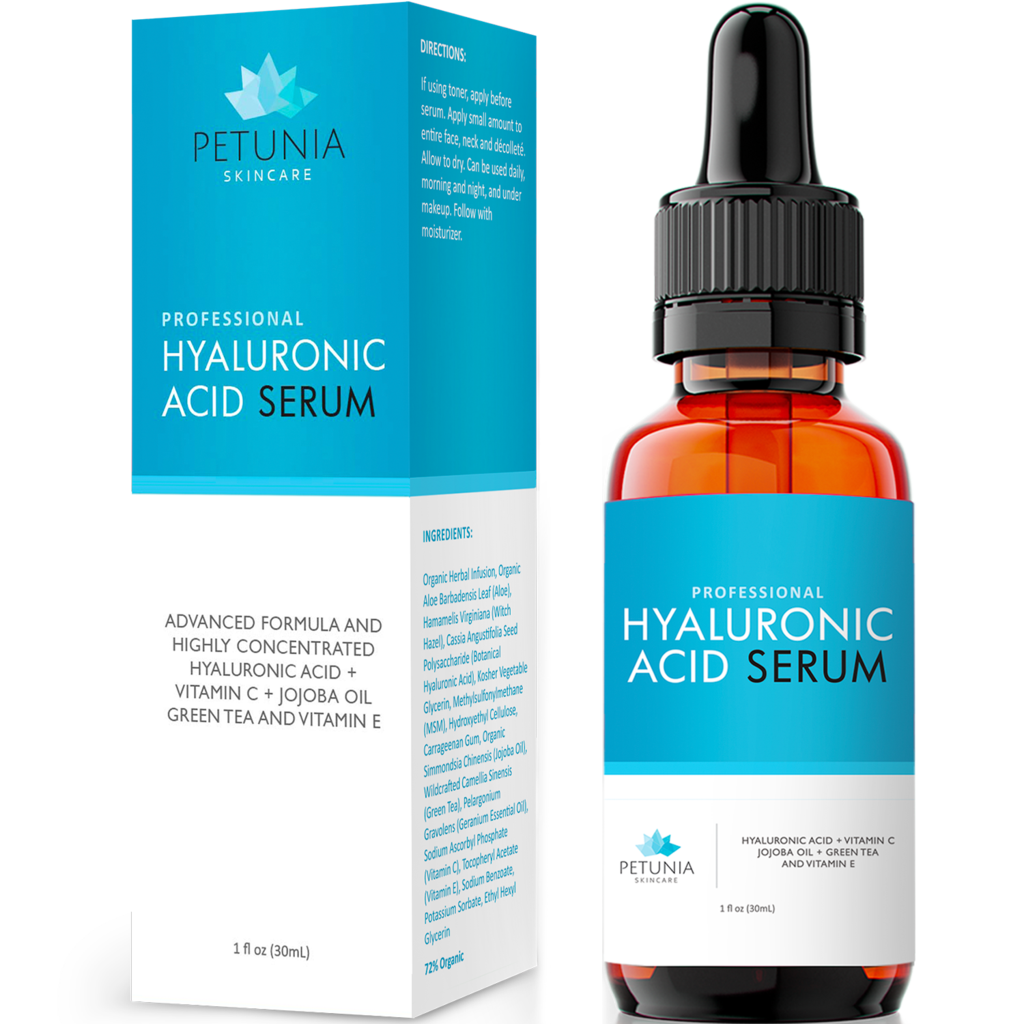 PETUNIA
SKINCARE
PROFESSIONAL
HYALURONIC
ACID SERUM
ADVANCED FORMULA AND
HIGHLY CONCENTRATED
HYALURONIC ACID +
VITAMIN C + JOJOBA OIL
GREEN TEA AND VITAMIN E
1 fl oz (30mL)
DIRECTIONS:
If using toner, apply before
serum. Apply small amount to
entire face, neck and décolleté.
Allow to dry. Can be used daily,
morning and night, and under
makeup. Follow with
moisturizer.
INGREDIENTS:
Organic Herbal Infusion, Organic
Aloe Barbadensis Leaf (Aloe),
Hamamelis Virginiana (Witch
Hazel), Cassia Angustifolia Seed
Polysaccharide (Botanical
Hyaluronic Acid), Kosher Vegetable
Glycerin, Methylsulfonylmethane
(MSM), Hydroxyethyl Cellulose,
Carrageenan Gum, Organic
Simmondsia Chinensis (Jojoba Oil),
Wildcrafted Camellia Sinensis
(Green Tea), Pelargonium
Gravolens (Geranium Essential Oil),
Sodium Ascorbyl Phosphate
(Vitamin C), Tocopheryl Acetate
(Vitamin E), Sodium Benzoate,
Potassium Sorbate, Ethyl Hexyl
Glycerin
72% Organic
PROFESSIONAL
HYALURONIC
ACID SERUM
PETUNIA
SKINCARE
HYALURONIC ACID + VITAMIN C
JOJOBA OIL + GREEN TEA
AND VITAMIN E
1 fl oz (30mL)